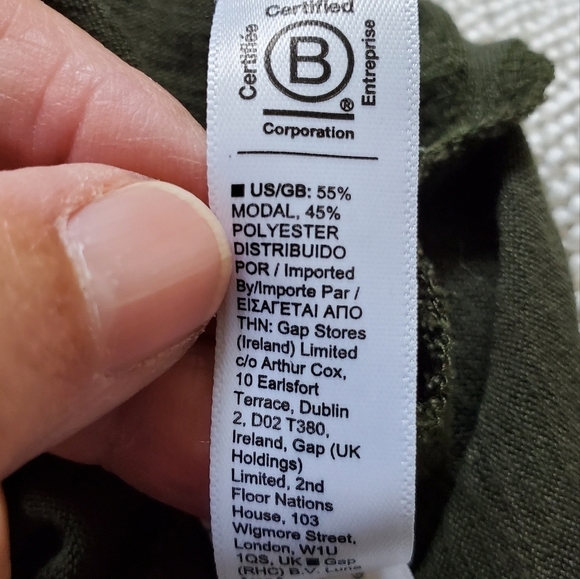 Certified
Certifiée
B
Entreprise
®
Corporation
■ US/GB: 55%
MODAL, 45%
POLYESTER
DISTRIBUIDO
POR / Imported
By/Importe Par /
ΕΙΣΑΓΕΤΑΙ ΑΠΟ
ΤΗΝ: Gap Stores
(Ireland) Limited
c/o Arthur Cox,
10 Earlsfort
Terrace, Dublin
2, D02 T380,
Ireland, Gap (UK
Holdings)
Limited, 2nd
Floor Nations
House, 103
Wigmore Street,
London, W1U
1QS, UK ■ Gap
(RHC) B.V. Luna